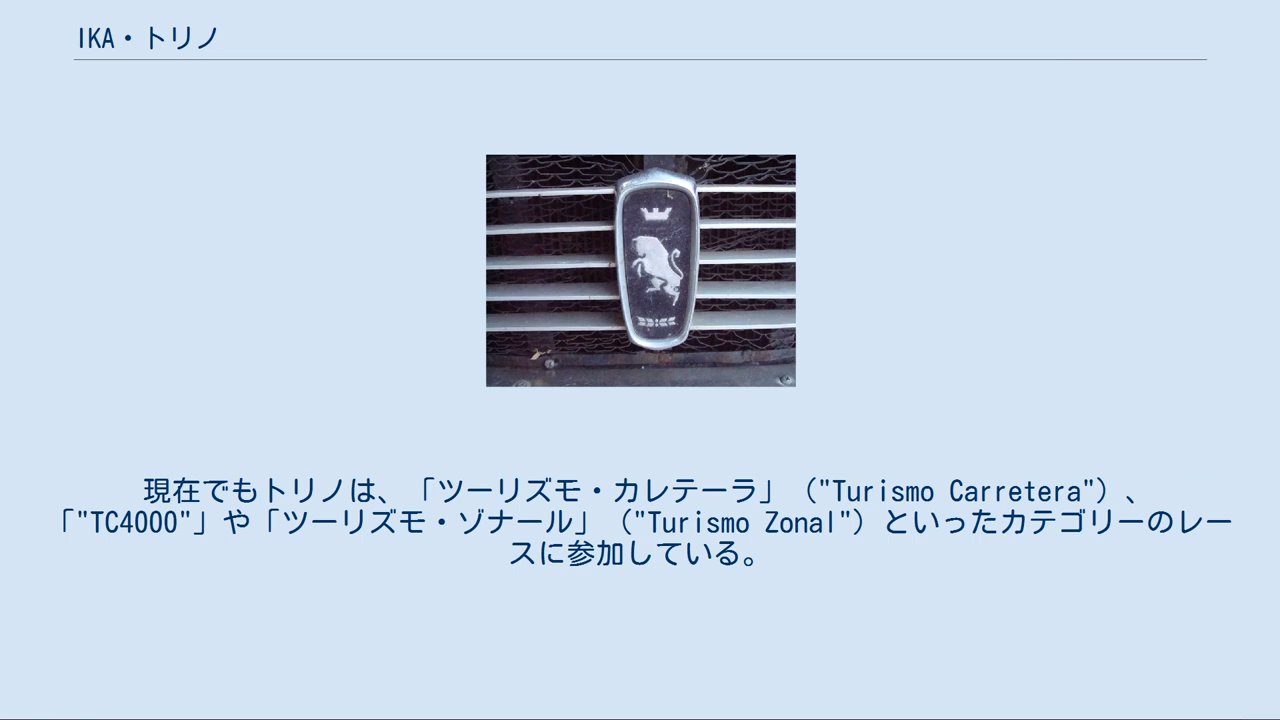 IKA・トリノ
現在でもトリノは、「ツーリズモ・カレテーラ」（"Turismo Carretera"）、
「"TC4000"」や「ツーリズモ・ゾナール」（"Turismo Zonal"）といったカテゴリーのレー
スに参加している。